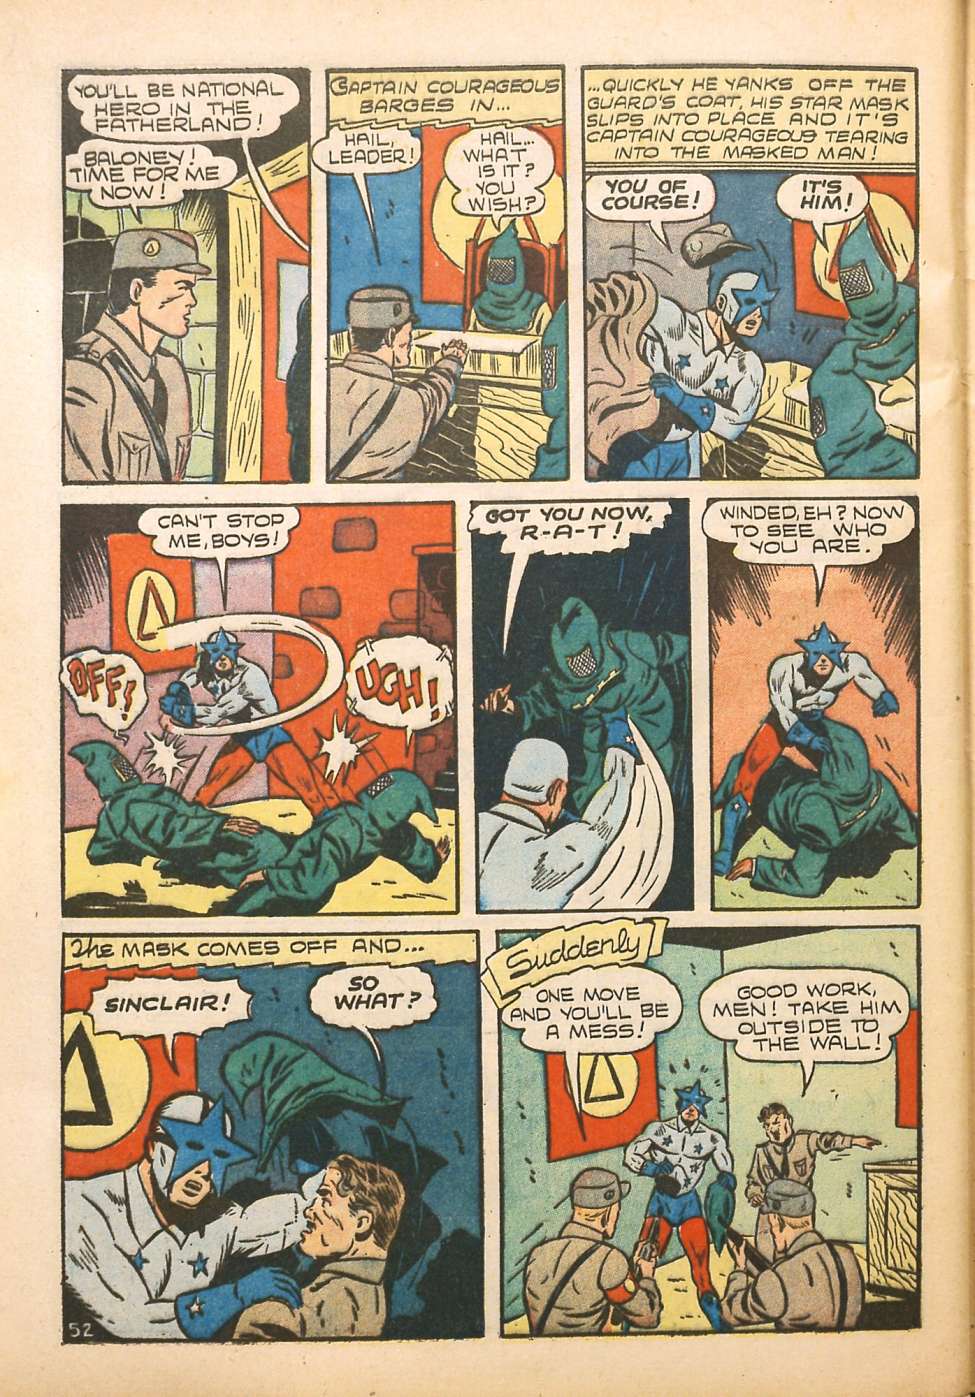 YOU'LL BE NATIONAL
HERO IN THE
FATHERLAND!
BALONEY!
TIME FOR ME
NOW!
CAPTAIN COURAGEOUS
BARGES IN...
HAIL,
LEADER!
HAIL...
WHAT
IS IT?
YOU
WISH?
...QUICKLY HE YANKS OFF THE
GUARD'S COAT, HIS STAR MASK
SLIPS INTO PLACE AND IT'S
CAPTAIN COURAGEOUS TEARING
INTO THE MASKED MAN!
YOU OF
COURSE!
IT'S
HIM!
CAN'T STOP
ME, BOYS!
OFF!
UGH!
GOT YOU NOW,
R-A-T!
WINDED, EH? NOW
TO SEE WHO
YOU ARE.
The MASK COMES OFF AND...
SINCLAIR!
SO
WHAT?
52
Suddenly
ONE MOVE
AND YOU'LL BE
A MESS!
GOOD WORK,
MEN! TAKE HIM
OUTSIDE TO
THE WALL!